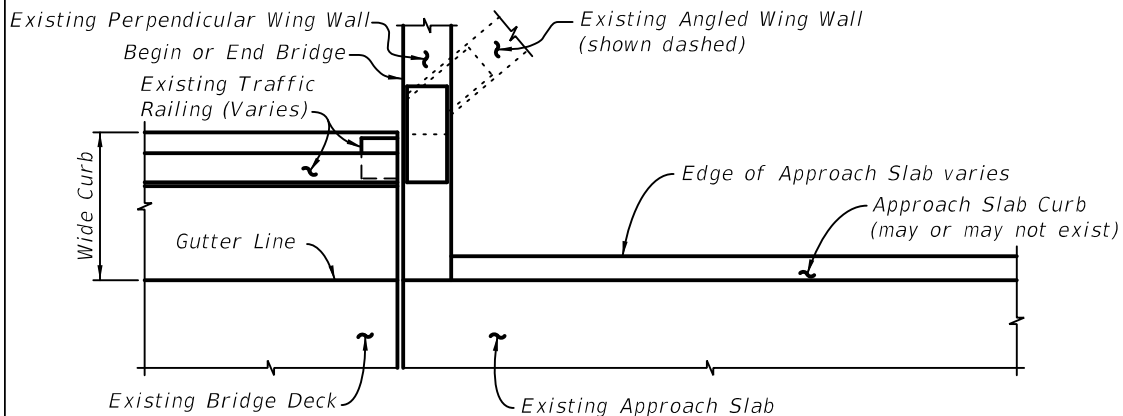 Existing Perpendicular Wing Wall
Existing Angled Wing Wall
(shown dashed)
Begin or End Bridge
Existing Traffic
Railing (Varies)
Wide Curb
Edge of Approach Slab varies
Approach Slab Curb
(may or may not exist)
Gutter Line
Existing Bridge Deck
Existing Approach Slab